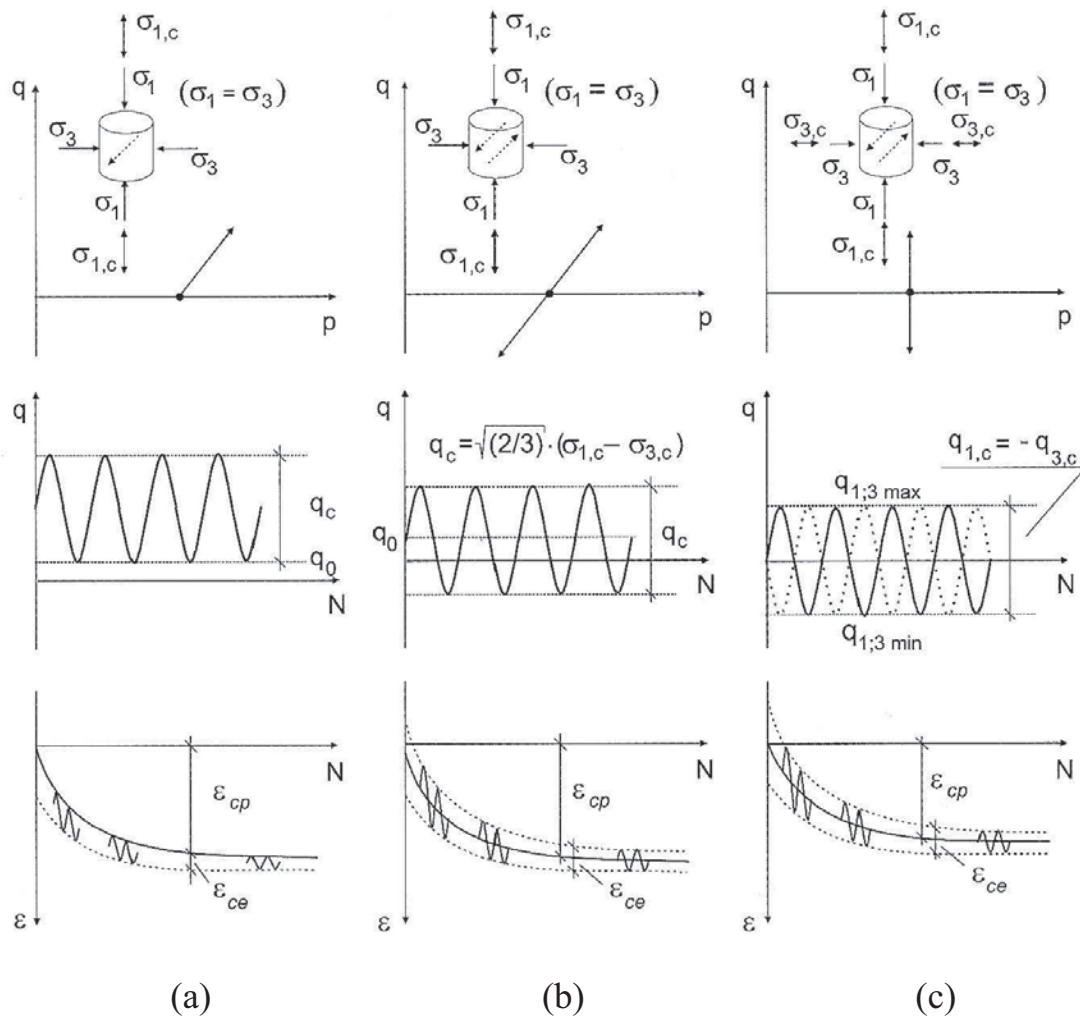 σ1,c
q
σ1
(σ1 = σ3)
σ3
σ3
σ1
σ1,c
p
q
qc
q0
N
N
εcp
εce
ε
(a)
σ1,c
q
σ1
(σ1 = σ3)
σ3
σ3
σ1
σ1,c
p
q
qc = √(2/3) · (σ1,c − σ3,c)
q0
qc
N
N
εcp
εce
ε
(b)
σ1,c
q
σ1
(σ1 = σ3)
σ3,c
σ3,c
σ3
σ3
σ1
σ1,c
p
q
q1,c = - q3,c
q1;3 max
N
q1;3 min
N
εcp
εce
ε
(c)